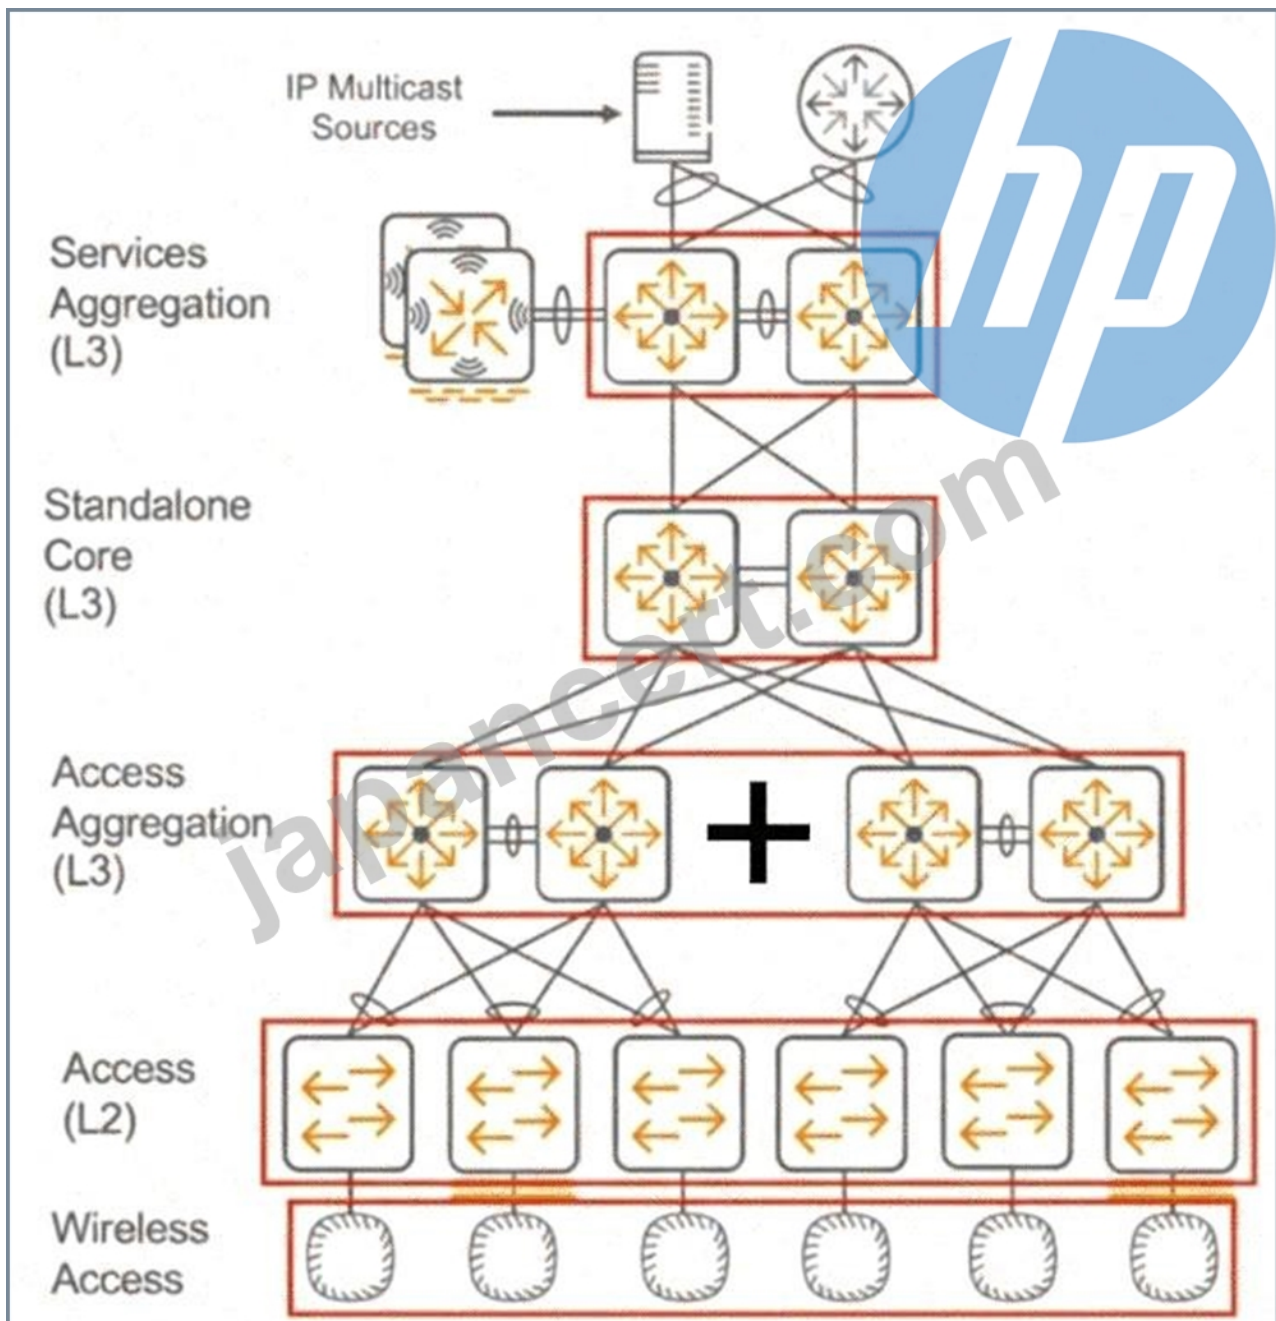 IP Multicast
Sources
hp
Services
Aggregation
(L3)
Standalone
Core
(L3)
japancert.com
Access
Aggregation
(L3)
Access
(L2)
Wireless
Access